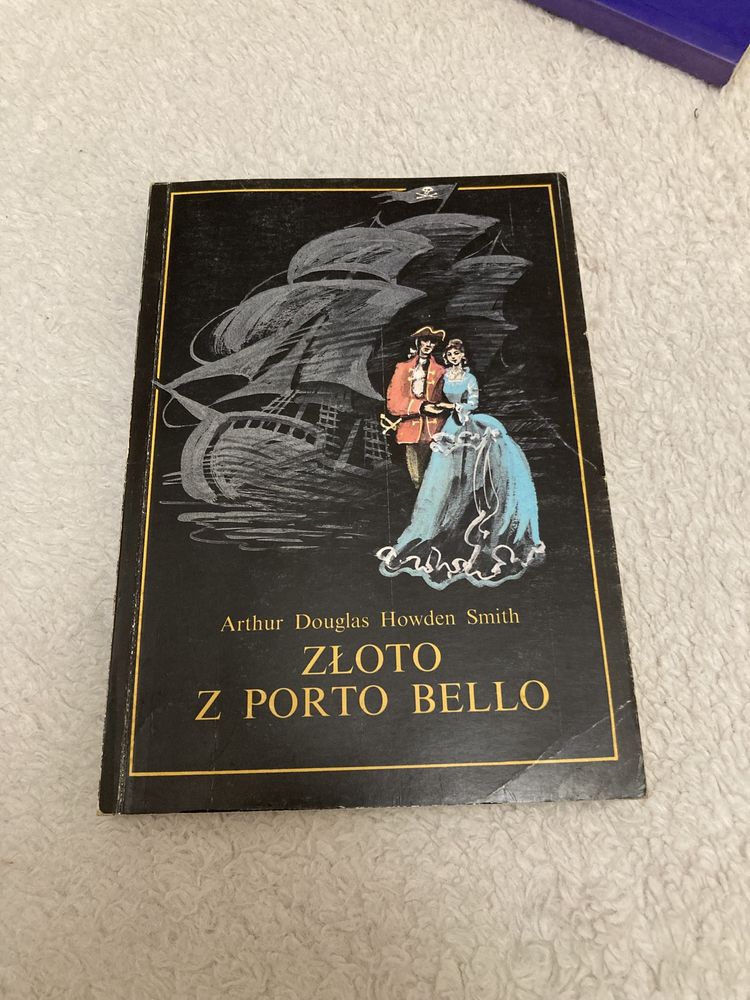 Arthur Douglas Howden Smith
ZŁOTO
Z PORTO BELLO